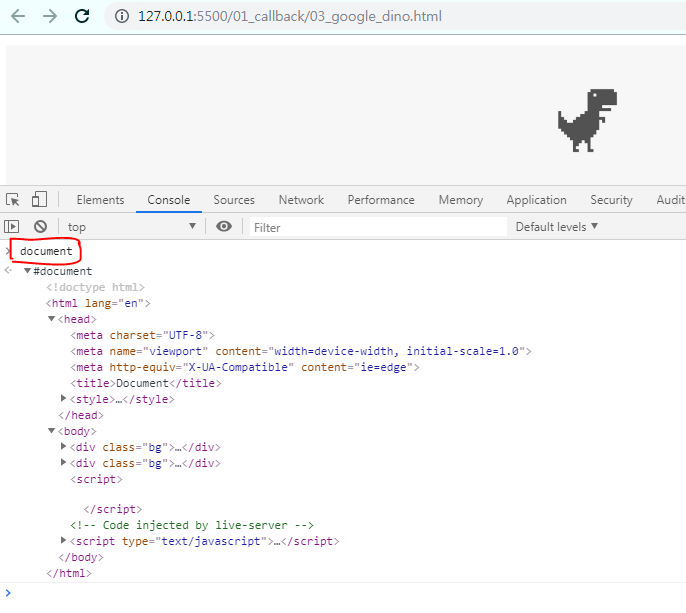 127.0.0.1:5500/01_callback/03_google_dino.html
Elements Console Sources Network Performance Memory Application Security Audit
top Filter Default levels ▼
> document
#document
<!doctype html>
<html lang="en">
<head>
<meta charset="UTF-8">
<meta name="viewport" content="width=device-width, initial-scale=1.0">
<meta http-equiv="X-UA-Compatible" content="ie=edge">
<title>Document</title>
<style>…</style>
</head>
<body>
<div class="bg">…</div>
<div class="bg">…</div>
<script>
</script>
<!-- Code injected by live-server -->
<script type="text/javascript">…</script>
</body>
</html>
>